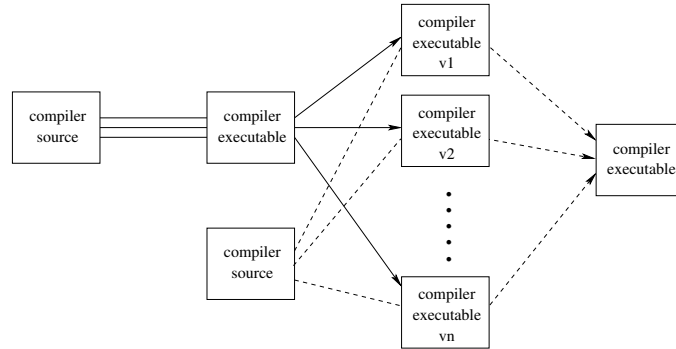 compiler
source
compiler
executable
compiler
executable
v1
compiler
executable
v2
compiler
executable
vn
compiler
source
compiler
executable